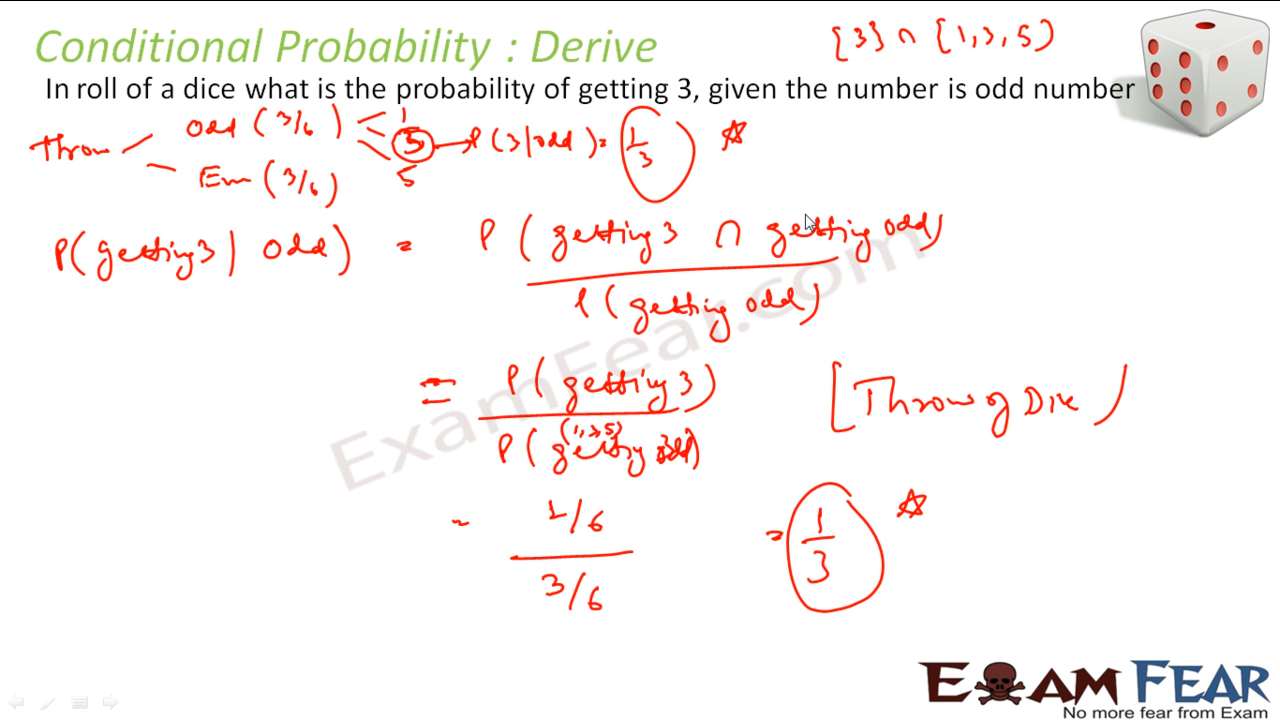 Conditional Probability : Derive
{3} ∩ {1,3,5}
In roll of a dice what is the probability of getting 3, given the number is odd number
Throw
Odd (3/6)
1
3 → P(3|odd) = 1/3 ☆
5
Even (3/6)
P(getting 3 | Odd) = P(getting 3 ∩ getting odd)
P(getting odd)
= P(getting 3) [Throw of Dice]
(1,3,5)
P(getting odd)
= 1/6
3/6
= 1/3 ☆
ExamFear.com
EXAM FEAR
No more fear from Exam